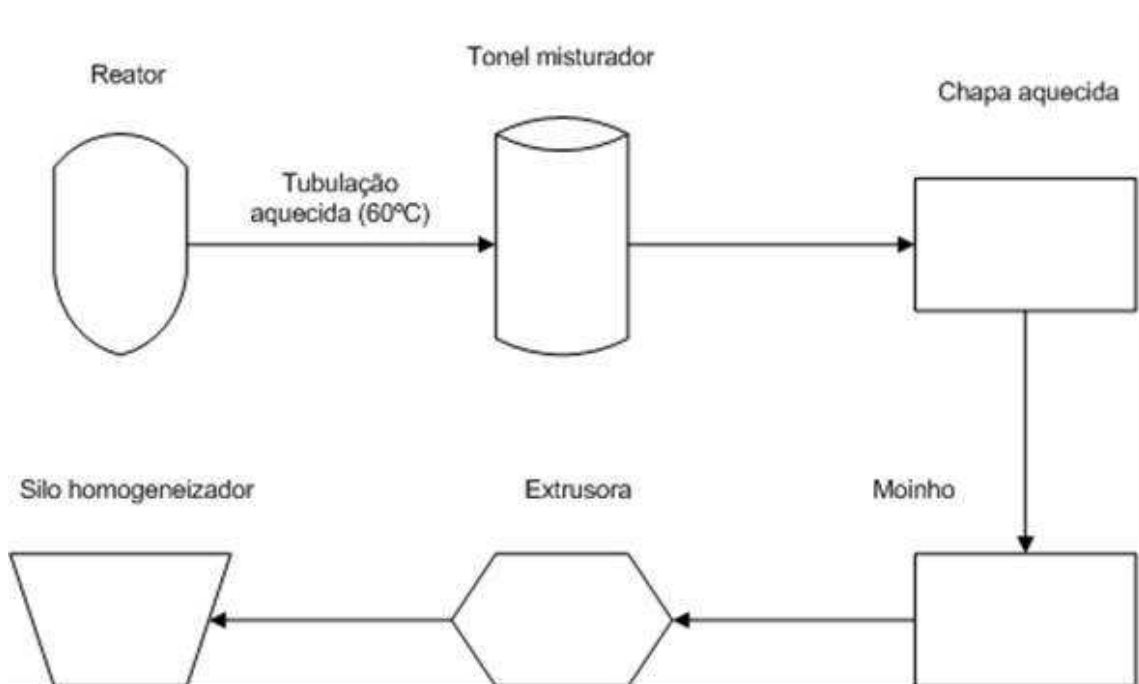 Reator
Tonel misturador
Chapa aquecida
Tubulação
aquecida (60ºC)
Silo homogeneizador
Extrusora
Moinho